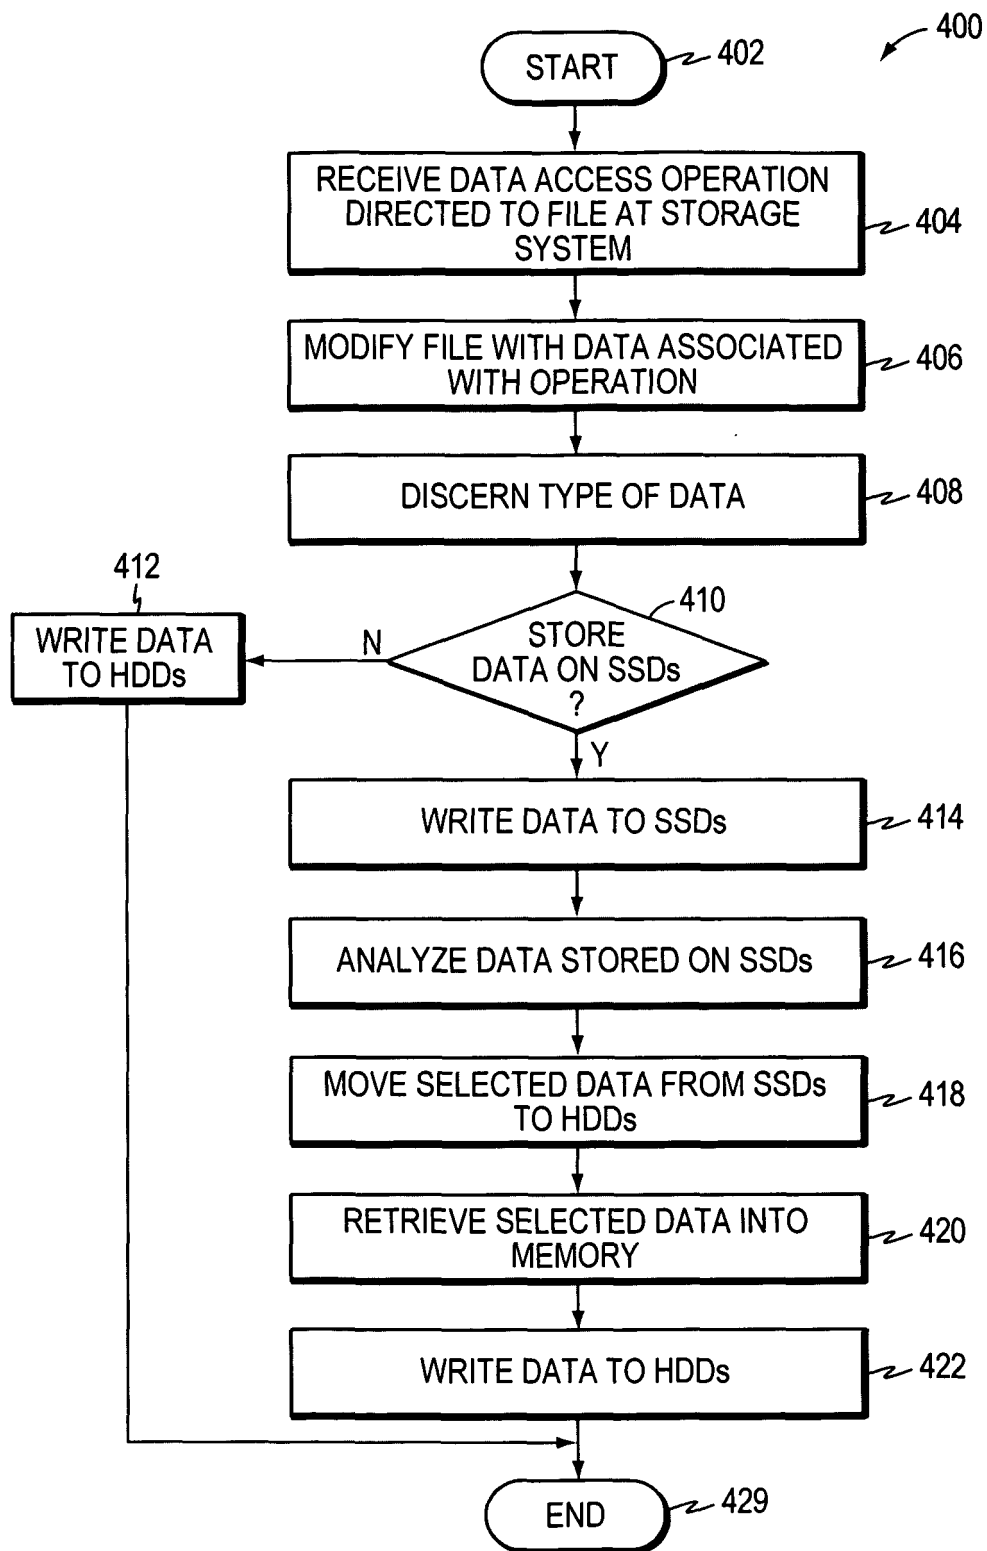 400
START
402
RECEIVE DATA ACCESS OPERATION
DIRECTED TO FILE AT STORAGE
SYSTEM
404
MODIFY FILE WITH DATA ASSOCIATED
WITH OPERATION
406
DISCERN TYPE OF DATA
408
410
STORE
DATA ON SSDs
?
N
412
WRITE DATA
TO HDDs
Y
WRITE DATA TO SSDs
414
ANALYZE DATA STORED ON SSDs
416
MOVE SELECTED DATA FROM SSDs
TO HDDs
418
RETRIEVE SELECTED DATA INTO
MEMORY
420
WRITE DATA TO HDDs
422
END
429